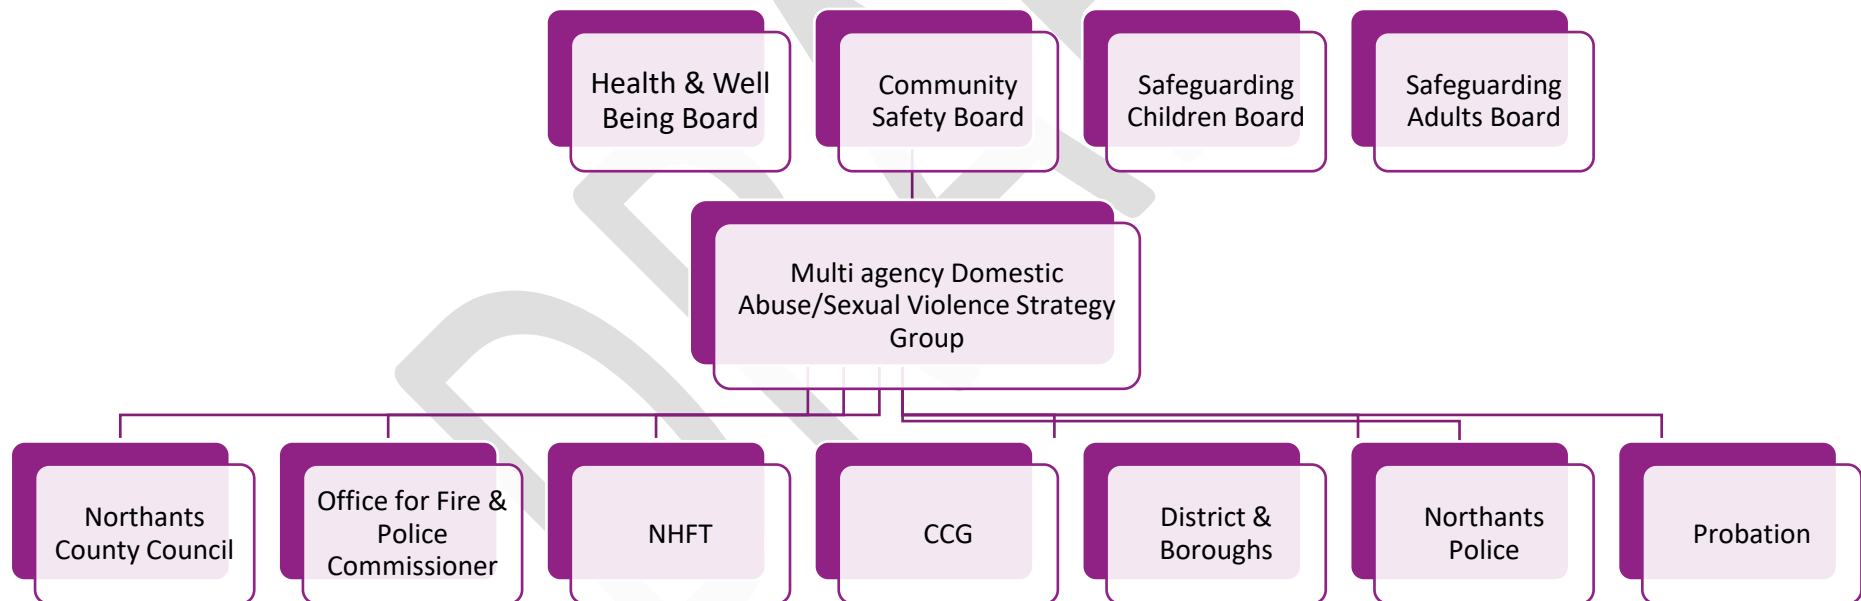 Health & Well
Being Board
Community
Safety Board
Safeguarding
Children Board
Safeguarding
Adults Board
Multi agency Domestic
Abuse/Sexual Violence Strategy
Group
Northants
County Council
Office for Fire &
Police
Commissioner
NHFT
CCG
District &
Boroughs
Northants
Police
Probation